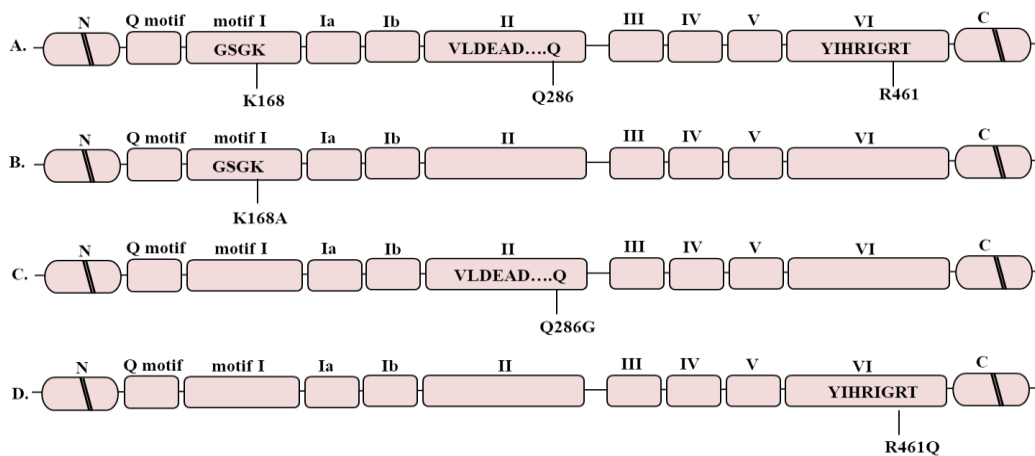 N Q motif motif I Ia Ib II III IV V VI C
A. GSGK VLDEAD....Q YIHRIGRT
K168 Q286 R461
N Q motif motif I Ia Ib II III IV V VI C
B. GSGK
K168A
N Q motif motif I Ia Ib II III IV V VI C
C. VLDEAD....Q
Q286G
N Q motif motif I Ia Ib II III IV V VI C
D. YIHRIGRT
R461Q